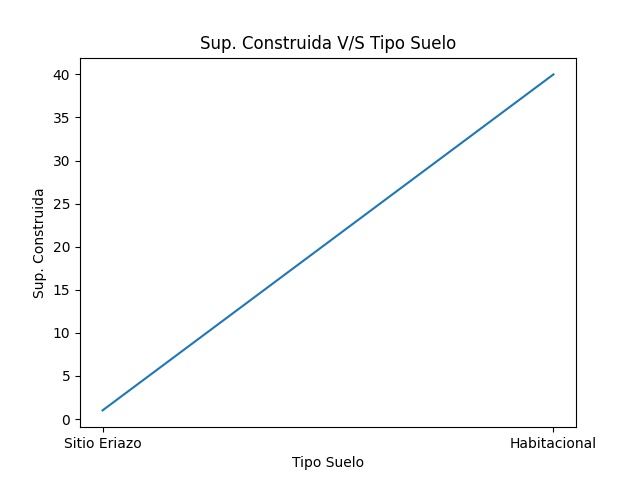 Sup. Construida V/S Tipo Suelo
Sup. Construida
40
35
30
25
20
15
10
5
0
Sitio Eriazo Habitacional
Tipo Suelo